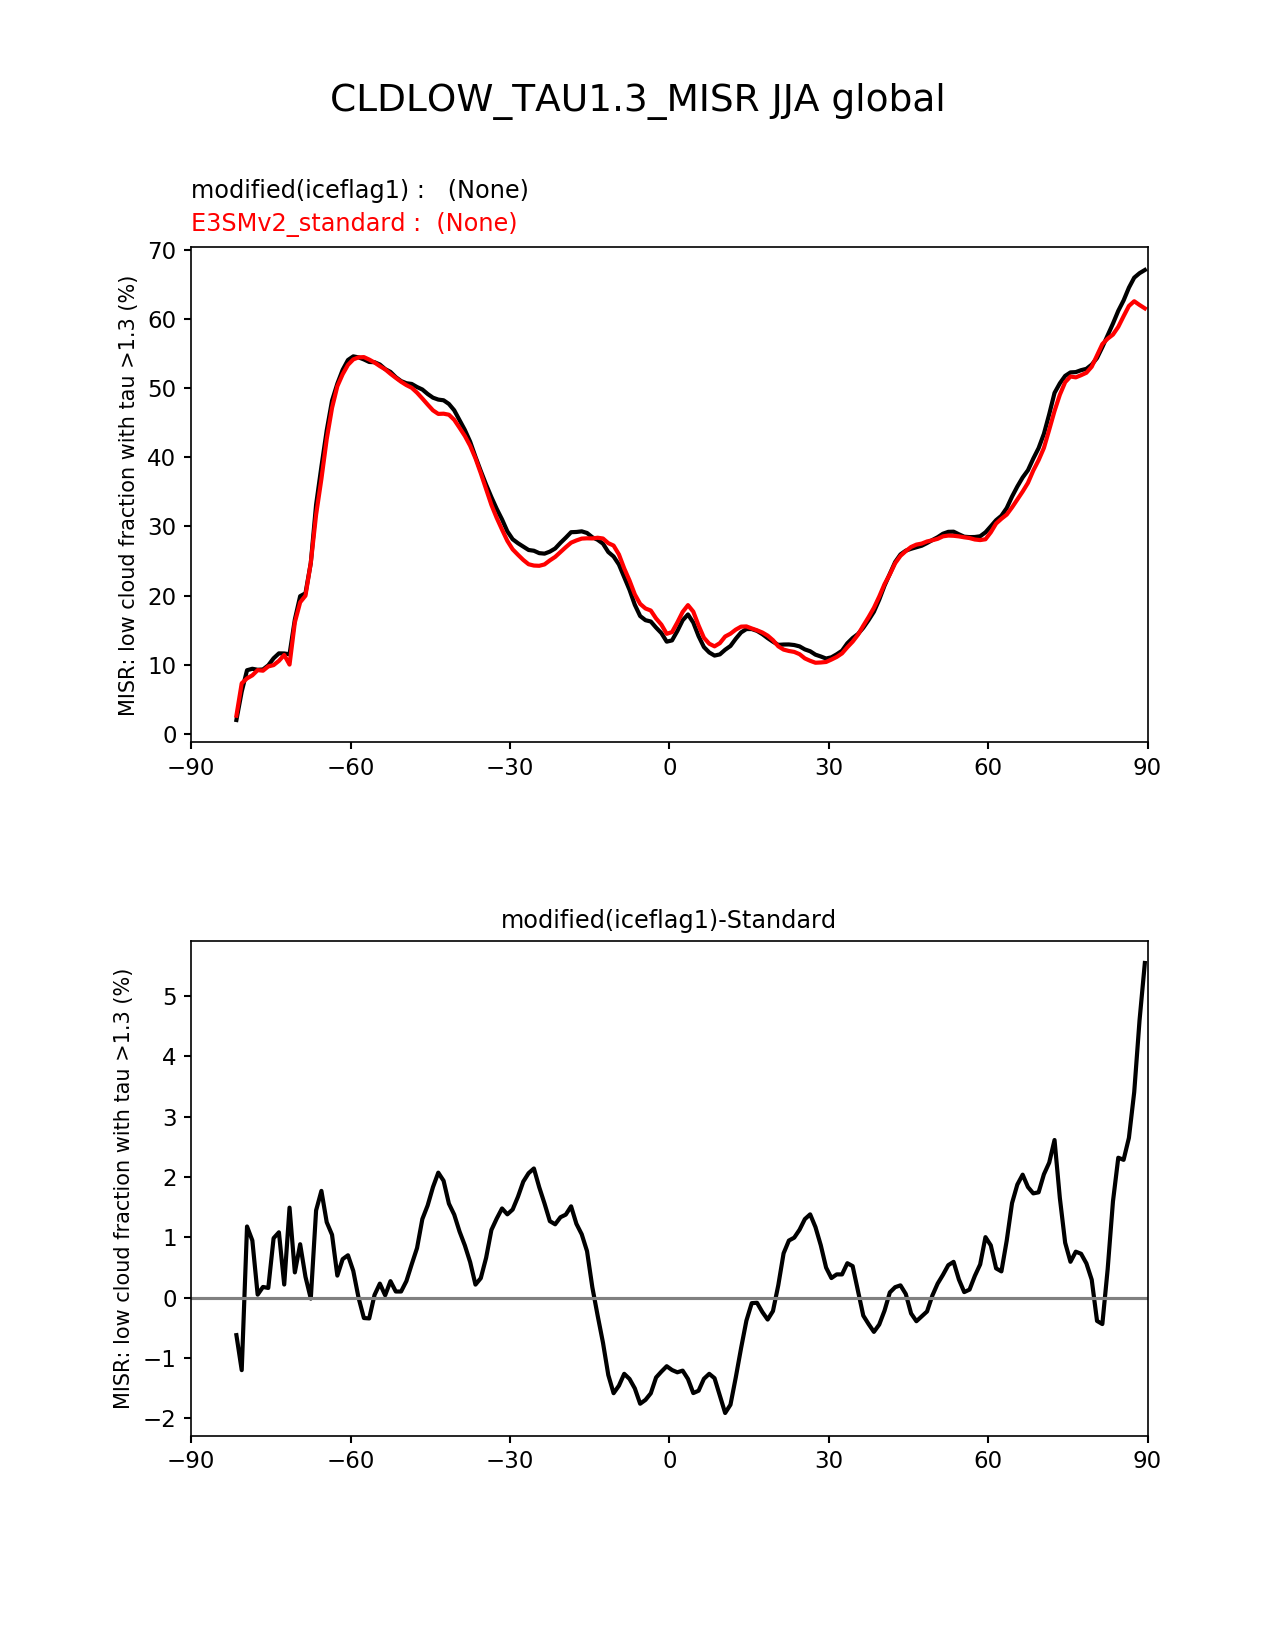 CLDLOW_TAU1.3_MISR JJA global
modified(iceflag1) : (None)
E3SMv2_standard : (None)
MISR: low cloud fraction with tau >1.3 (%)
70
60
50
40
30
20
10
0
−90 −60 −30 0 30 60 90
modified(iceflag1)-Standard
MISR: low cloud fraction with tau >1.3 (%)
5
4
3
2
1
0
−1
−2
−90 −60 −30 0 30 60 90